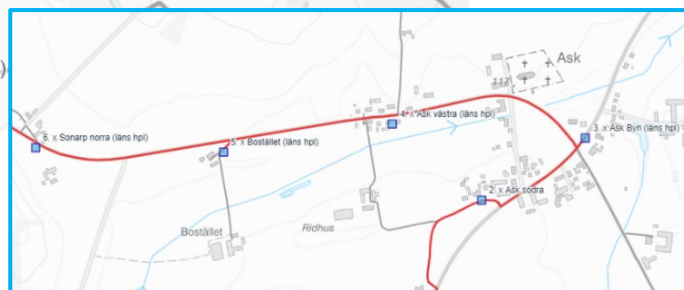 )
Ask
117
4. x Ask västra (läns hpl)
3. x Ask Byn (läns hpl)
6. x Sonarp norra (läns hpl)
5. x Bostället (läns hpl)
2. x Ask södra
Ridhus
Bostället